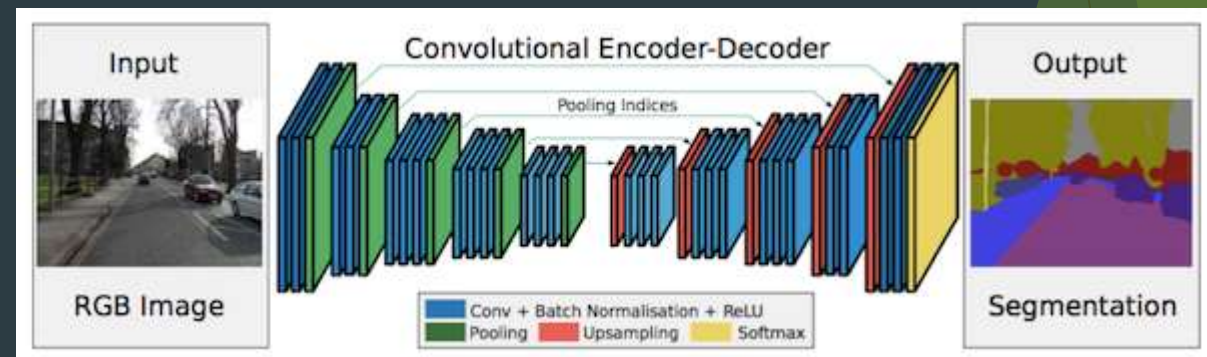 Convolutional Encoder-Decoder
Input
Pooling Indices
RGB Image
Conv + Batch Normalisation + ReLU
Pooling Upsampling Softmax
Output
Segmentation